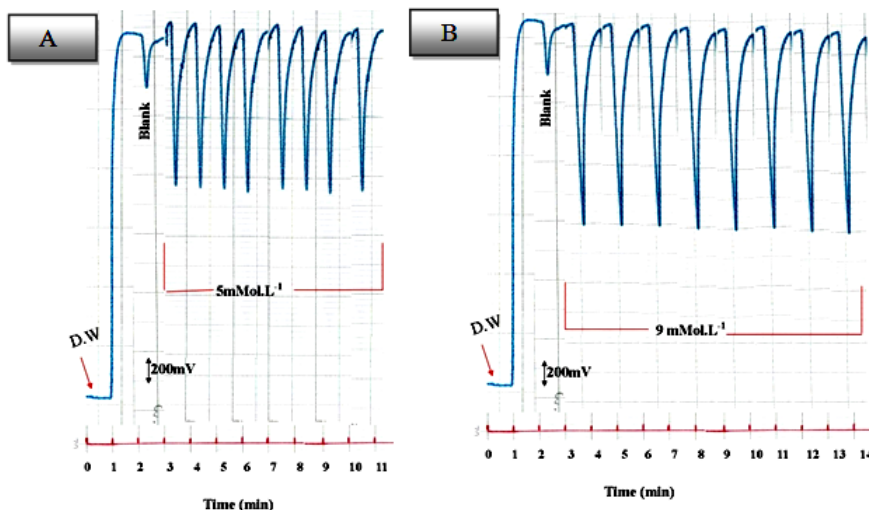 A
Blank
5mMol.L⁻¹
D.W
200mV
0 1 2 3 4 5 6 7 8 9 10 11
Time (min)
B
Blank
9 mMol.L⁻¹
D.W
200mV
0 1 2 3 4 5 6 7 8 9 10 11 12 13 14
Time (min)